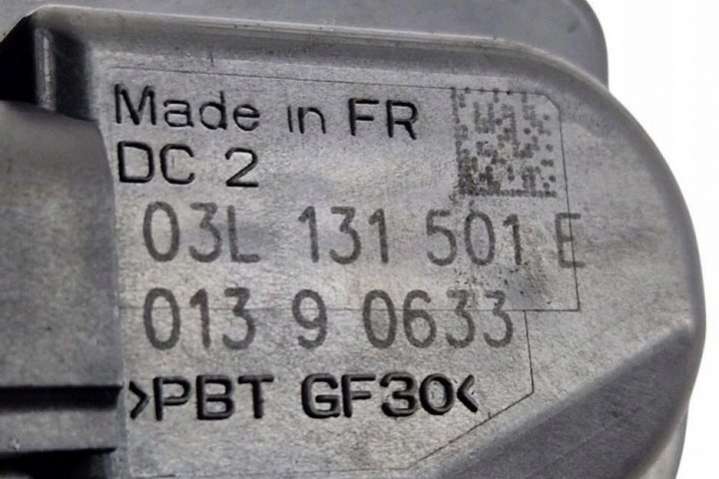 Made in FR
DC 2
03L 131 501 E
013 9 0633
>PBT GF30<